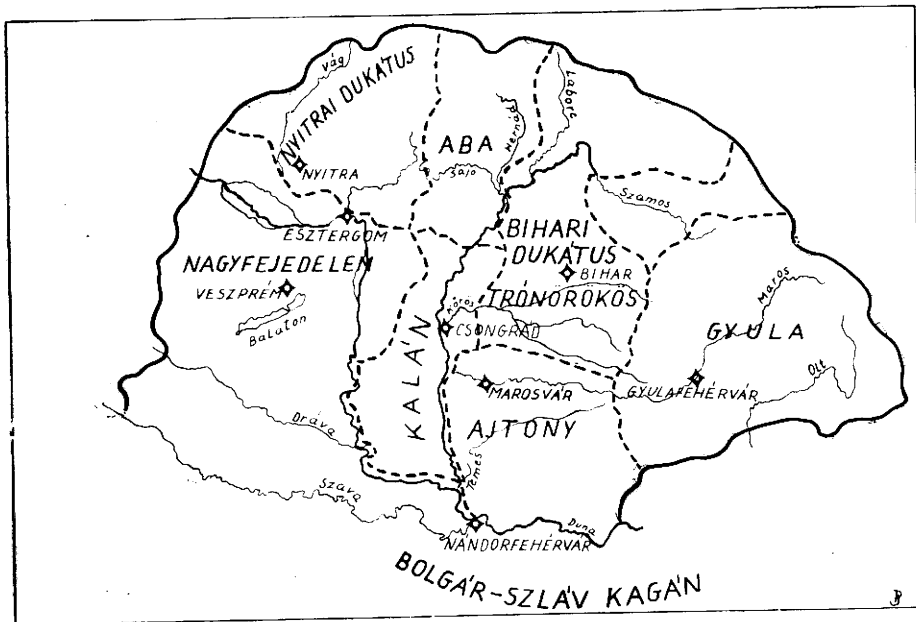 Vág
NYITRAI DUKÁTUS
NYITRA
ABA
Sajo
Hernád
Laborc
Szamos
ESZTERGOM
NAGYFEJEDELEM
VESZPRÉM
Balaton
BIHARI
DUKÁTUS
BIHAR
TRÓNÖRÖKÖS
Körös
CSONGRÁD
KALÁN
GYULA
Maros
Olt
GYULAFEHÉRVÁR
MAROSVÁR
AJTONY
Temes
Dráva
Száva
Duna
NÁNDORFEHÉRVÁR
BOLGÁR-SZLÁV KAGÁN